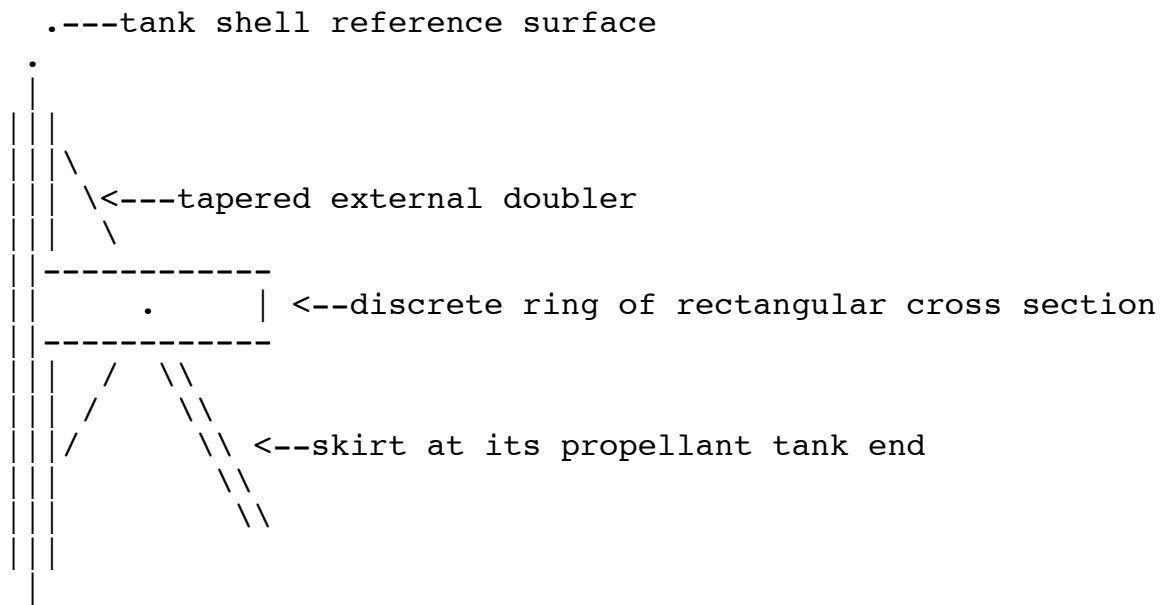 .---tank shell reference surface
\<---tapered external doubler
<--discrete ring of rectangular cross section
<--skirt at its propellant tank end